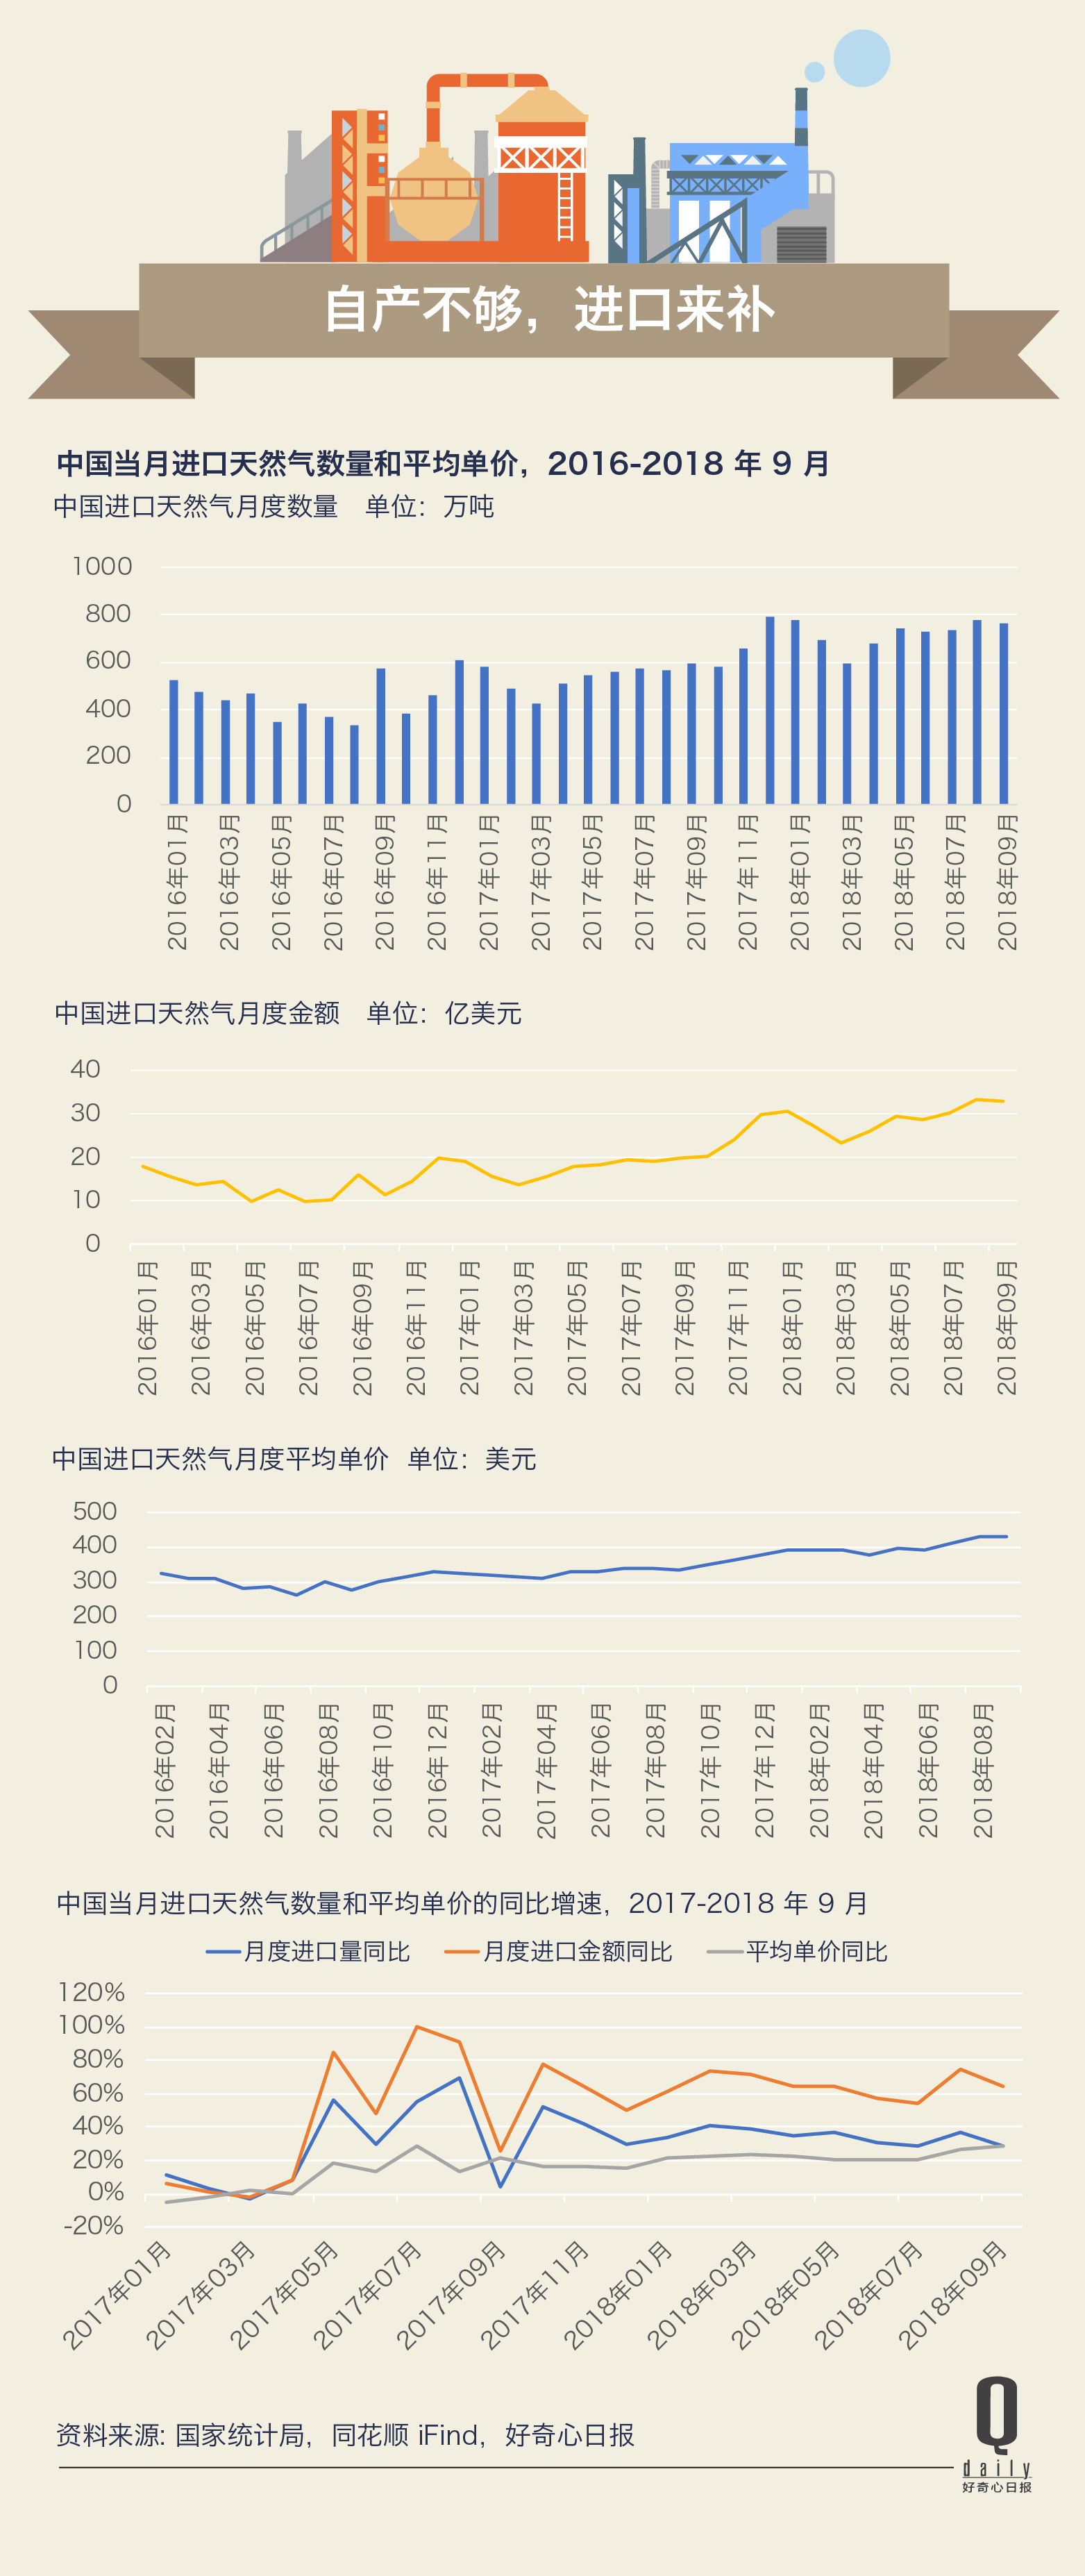 自产不够，进口来补
中国当月进口天然气数量和平均单价，2016-2018 年 9 月
中国进口天然气月度数量　单位：万吨
1000
800
600
400
200
0
2016年01月 2016年03月 2016年05月 2016年07月 2016年09月 2016年11月 2017年01月 2017年03月 2017年05月 2017年07月 2017年09月 2017年11月 2018年01月 2018年03月 2018年05月 2018年07月 2018年09月
中国进口天然气月度金额　单位：亿美元
40
30
20
10
0
2016年01月 2016年03月 2016年05月 2016年07月 2016年09月 2016年11月 2017年01月 2017年03月 2017年05月 2017年07月 2017年09月 2017年11月 2018年01月 2018年03月 2018年05月 2018年07月 2018年09月
中国进口天然气月度平均单价 单位：美元
500
400
300
200
100
0
2016年02月 2016年04月 2016年06月 2016年08月 2016年10月 2016年12月 2017年02月 2017年04月 2017年06月 2017年08月 2017年10月 2017年12月 2018年02月 2018年04月 2018年06月 2018年08月
中国当月进口天然气数量和平均单价的同比增速，2017-2018 年 9 月
月度进口量同比 月度进口金额同比 平均单价同比
120%
100%
80%
60%
40%
20%
0%
-20%
2017年01月 2017年03月 2017年05月 2017年07月 2017年09月 2017年11月 2018年01月 2018年03月 2018年05月 2018年07月 2018年09月
资料来源: 国家统计局，同花顺 iFind，好奇心日报
Q
daily
好奇心日报